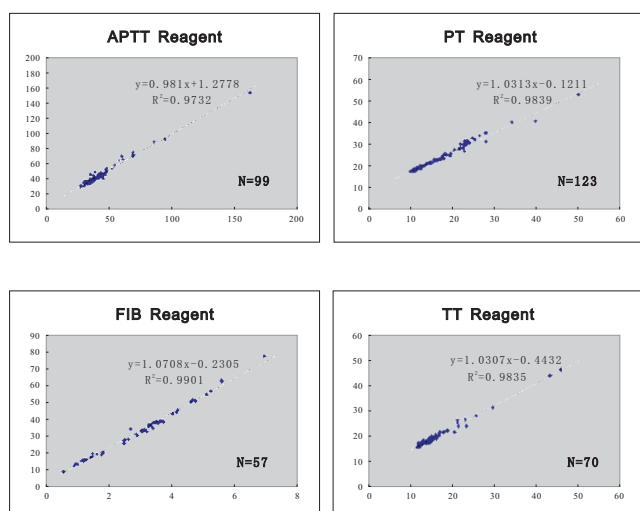 APTT Reagent
200
180
160
140
120
100
80
60
40
20
0
y=0.981x+1.2778
R²=0.9732
N=99
0 50 100 150 200
PT Reagent
70
60
50
40
30
20
10
0
y=1.0313x-0.1211
R²=0.9839
N=123
0 10 20 30 40 50 60
FIB Reagent
90
80
70
60
50
40
30
20
10
0
y=1.0708x-0.2305
R²=0.9901
N=57
0 2 4 6 8
TT Reagent
60
50
40
30
20
10
0
y=1.0307x-0.4432
R²=0.9835
N=70
0 10 20 30 40 50 60